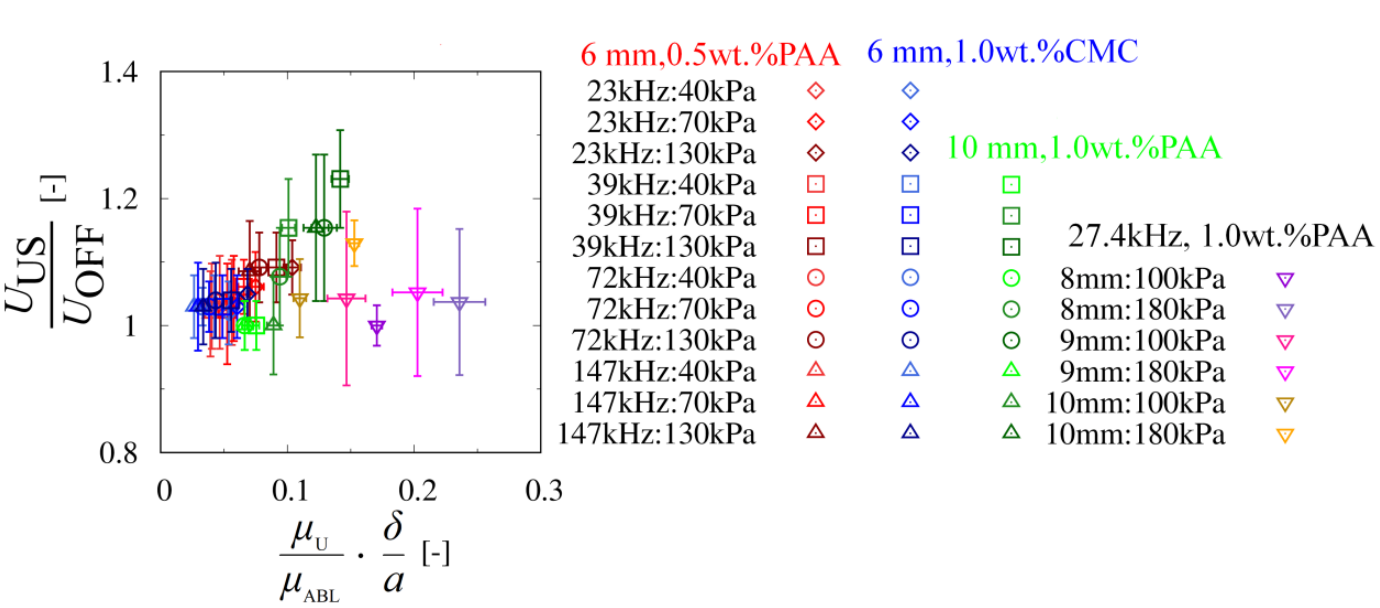 6 mm,0.5wt.%PAA 6 mm,1.0wt.%CMC
1.4
23kHz:40kPa
23kHz:70kPa
23kHz:130kPa 10 mm,1.0wt.%PAA
39kHz:40kPa
1.2
39kHz:70kPa
39kHz:130kPa 27.4kHz, 1.0wt.%PAA
72kHz:40kPa 8mm:100kPa
72kHz:70kPa 8mm:180kPa
1
72kHz:130kPa 9mm:100kPa
147kHz:40kPa 9mm:180kPa
147kHz:70kPa 10mm:100kPa
147kHz:130kPa 10mm:180kPa
0.8
U_US
U_OFF
[-]
0 0.1 0.2 0.3
μ_U δ
· [-]
μ_ABL a